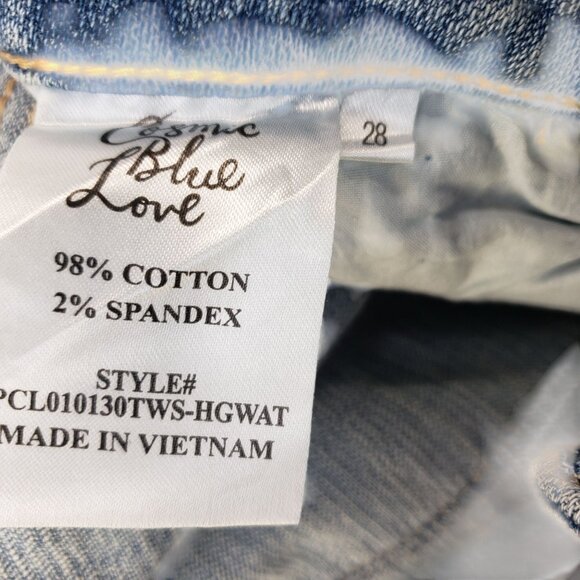 Cosmic
Blue
Love
28
98% COTTON
2% SPANDEX
STYLE#
PCL010130TWS-HGWAT
MADE IN VIETNAM